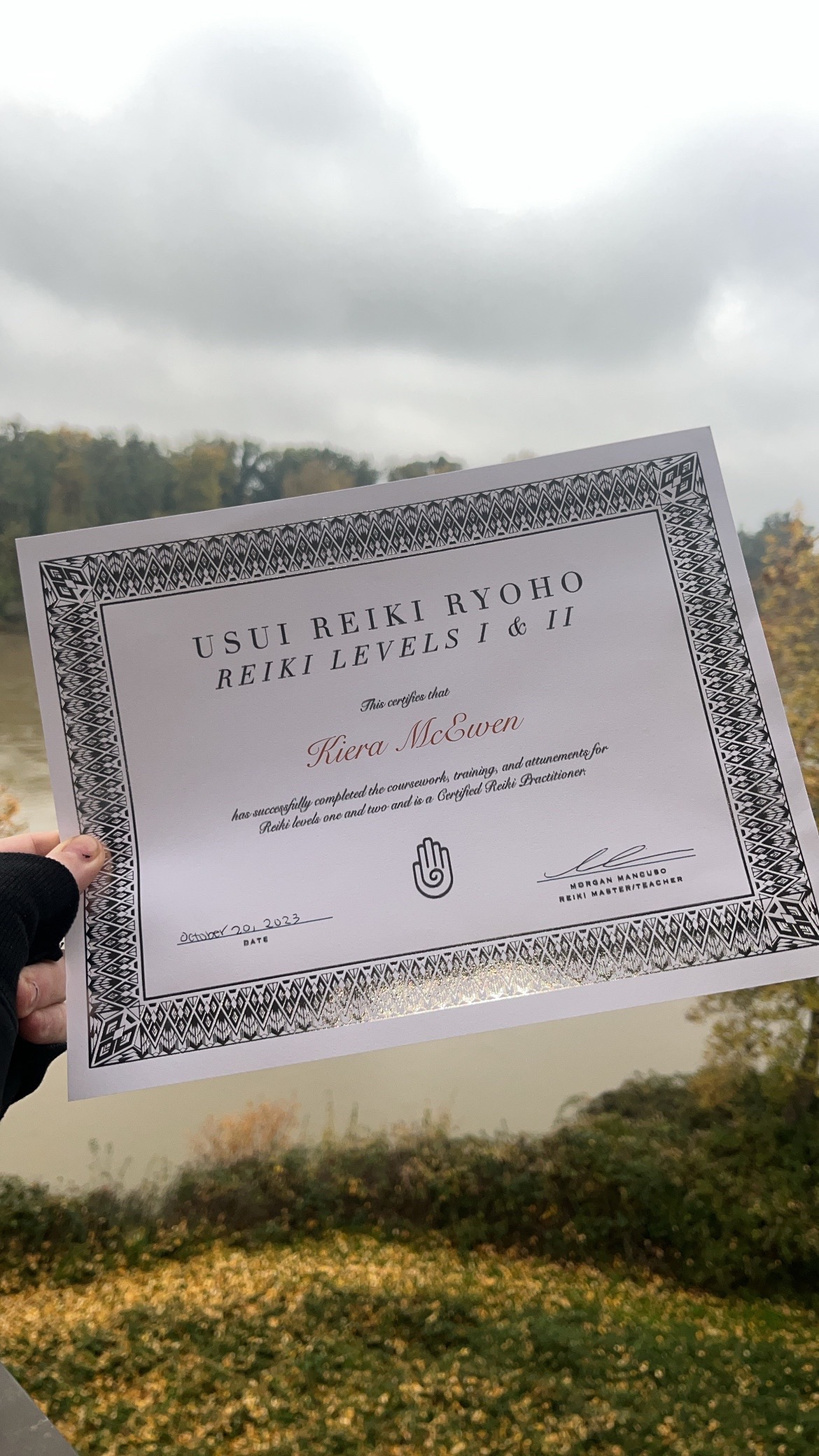 USUI REIKI RYOHO
REIKI LEVELS I & II
This certifies that
Kiera McEwen
has successfully completed the coursework, training, and attunements for
Reiki levels one and two and is a Certified Reiki Practitioner.
October 20, 2023
DATE
MORGAN MANCUSO
REIKI MASTER/TEACHER